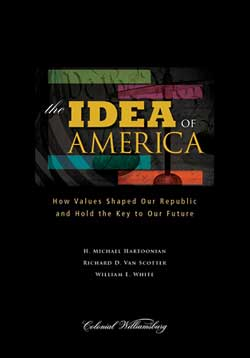 the IDEA OF
AMERICA
How Values Shaped Our Republic
and Hold the Key to Our Future
H. Michael Hartoonian
Richard D. Van Scotter
William E. White
Colonial Williamsburg